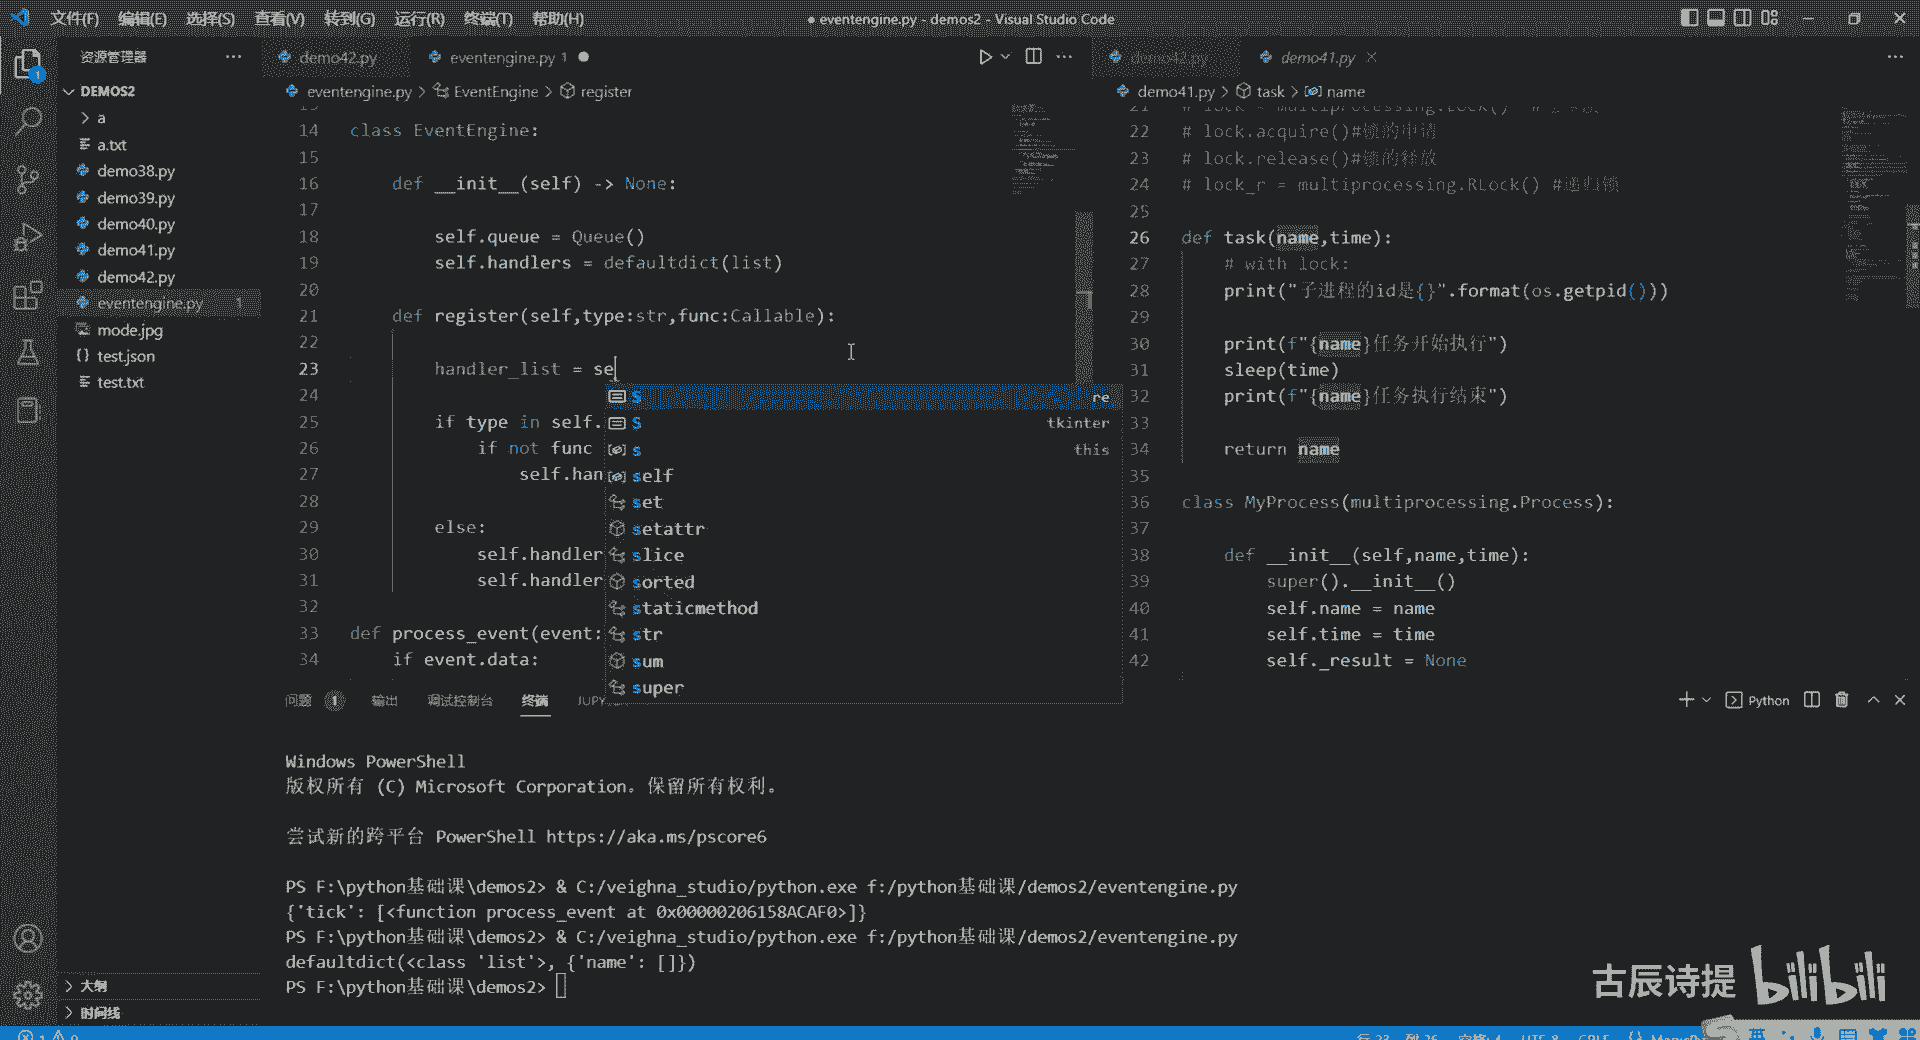 文件(F) 编辑(E) 选择(S) 查看(V) 转到(G) 运行(R) 终端(T) 帮助(H)
● eventengine.py - demos2 - Visual Studio Code
资源管理器
DEMOS2
a
a.txt
demo38.py
demo39.py
demo40.py
demo41.py
demo42.py
eventengine.py 1
mode.jpg
test.json
test.txt
大纲
时间线
demo42.py
eventengine.py 1
eventengine.py > EventEngine > register
14 class EventEngine:
15
16 def __init__(self) -> None:
17
18 self.queue = Queue()
19 self.handlers = defaultdict(list)
20
21 def register(self,type:str,func:Callable):
22
23 handler_list = se
24
25 if type in self.
26 if not func
27 self.han
28
29 else:
30 self.handler
31 self.handler
32
33 def process_event(event:
34 if event.data:
S re
S tkinter
s this
self
set
setattr
slice
sorted
staticmethod
str
sum
super
demo42.py
demo41.py
demo41.py > task > name
22 # lock.acquire()#锁的申请
23 # lock.release()#锁的释放
24 # lock_r = multiprocessing.RLock() #递归锁
25
26 def task(name,time):
27 # with lock:
28 print("子进程的id是{}".format(os.getpid()))
29
30 print(f"{name}任务开始执行")
31 sleep(time)
32 print(f"{name}任务执行结束")
33
34 return name
35
36 class MyProcess(multiprocessing.Process):
37
38 def __init__(self,name,time):
39 super().__init__()
40 self.name = name
41 self.time = time
42 self._result = None
问题 1 输出 调试控制台 终端 JUPY
Python
Windows PowerShell
版权所有 (C) Microsoft Corporation。保留所有权利。
尝试新的跨平台 PowerShell https://aka.ms/pscore6
PS F:\python基础课\demos2> & C:/veighna_studio/python.exe f:/python基础课/demos2/eventengine.py
{'tick': [<function process_event at 0x00000206158ACAF0>]}
PS F:\python基础课\demos2> & C:/veighna_studio/python.exe f:/python基础课/demos2/eventengine.py
defaultdict(<class 'list'>, {'name': []})
PS F:\python基础课\demos2>
古辰诗提 bilibili